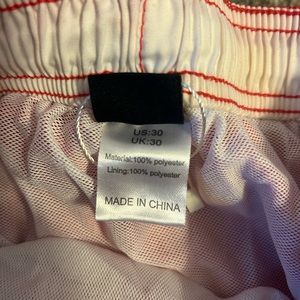 US:30
UK:30
Material:100% polyester
Lining:100% polyester
MADE IN CHINA